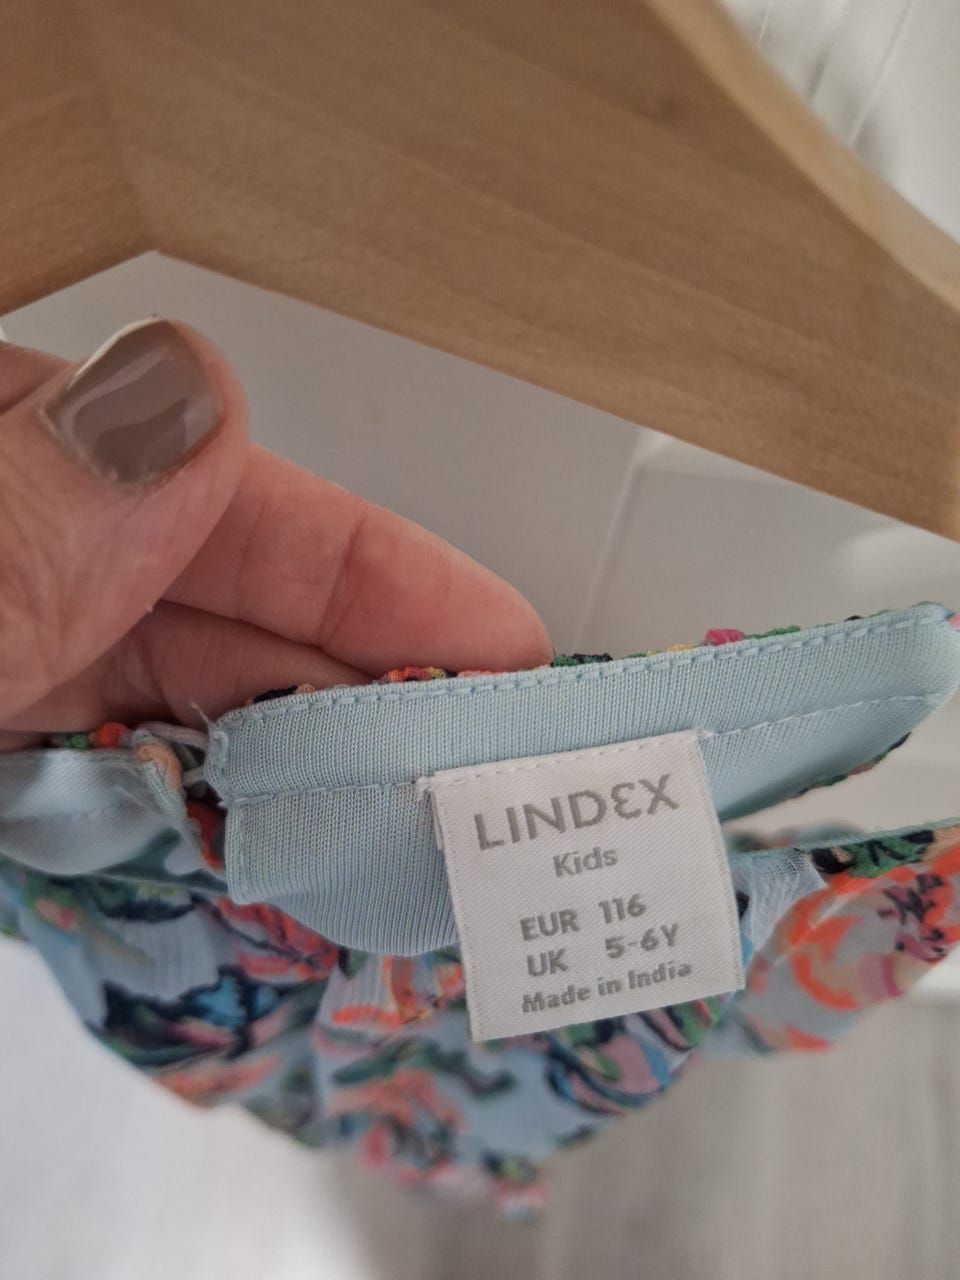 LINDEX
Kids
EUR 116
UK 5-6Y
Made in India